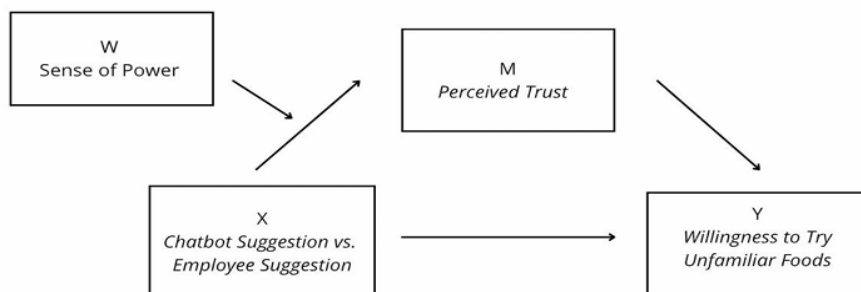 W
Sense of Power
M
Perceived Trust
X
Chatbot Suggestion vs.
Employee Suggestion
Y
Willingness to Try
Unfamiliar Foods